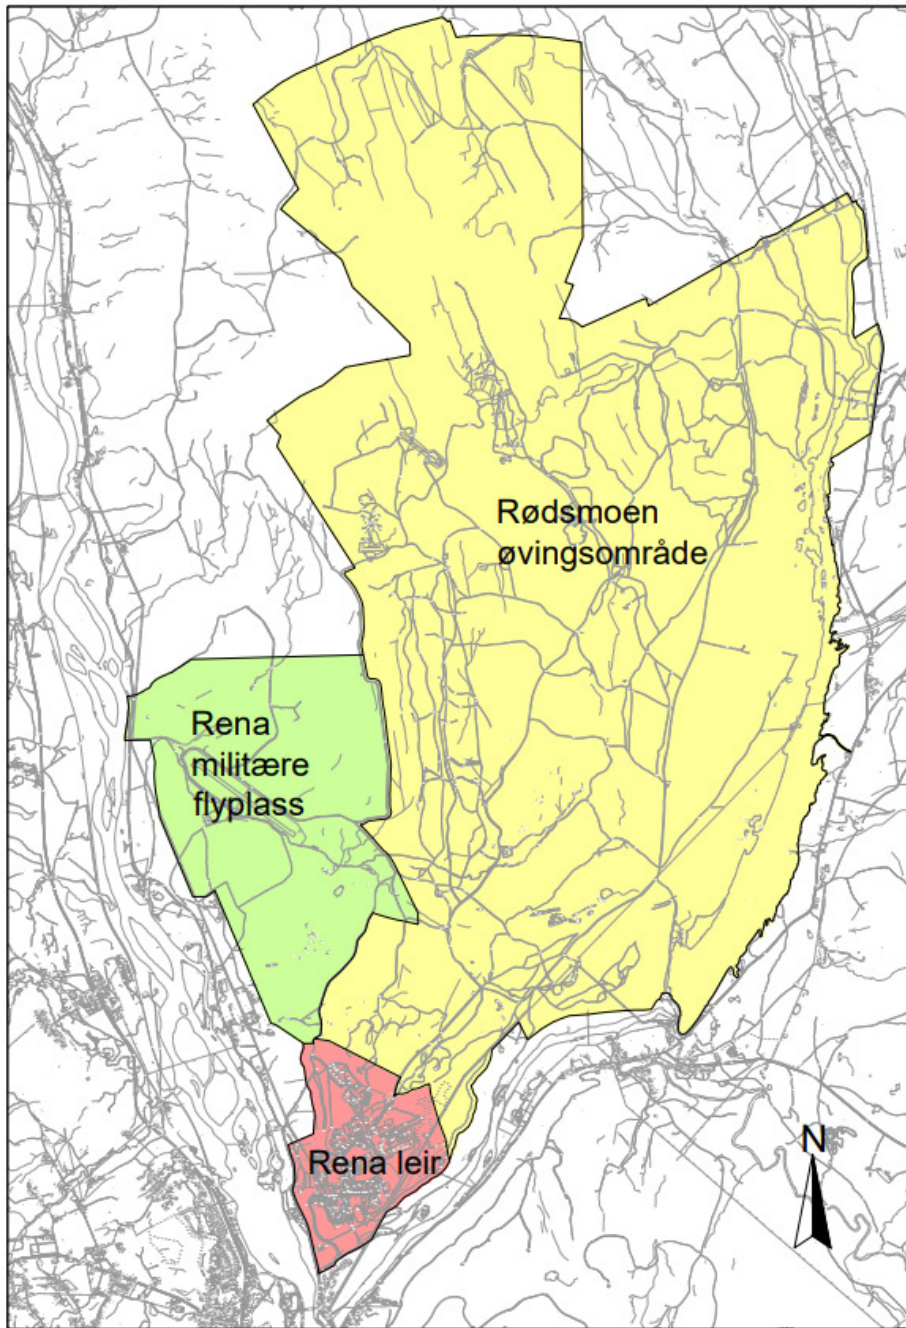 Rødsmoen
øvingsområde
Rena
militære
flyplass
Rena leir
N